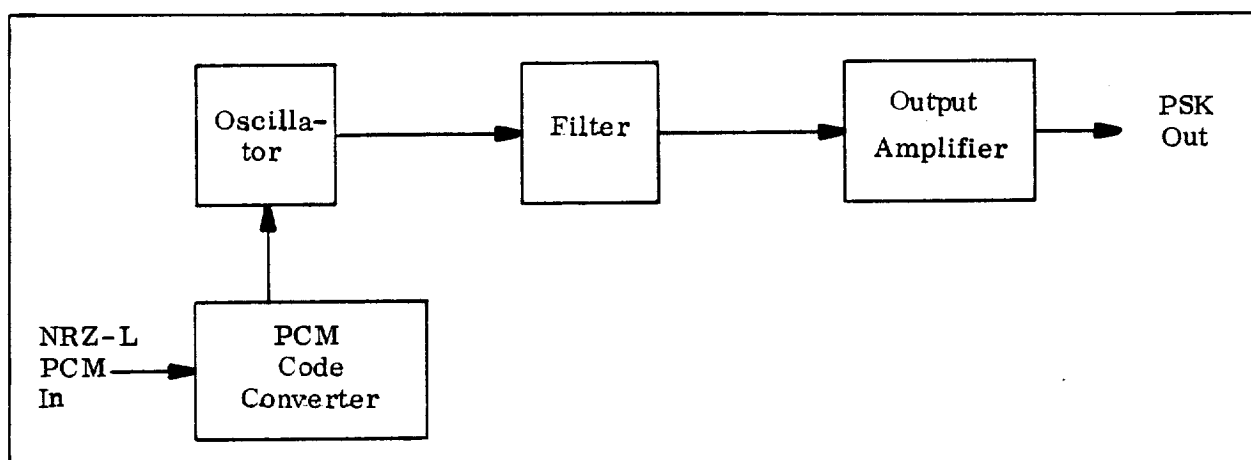 Oscilla-
tor
Filter
Output
Amplifier
PSK
Out
NRZ-L
PCM
In
PCM
Code
Converter